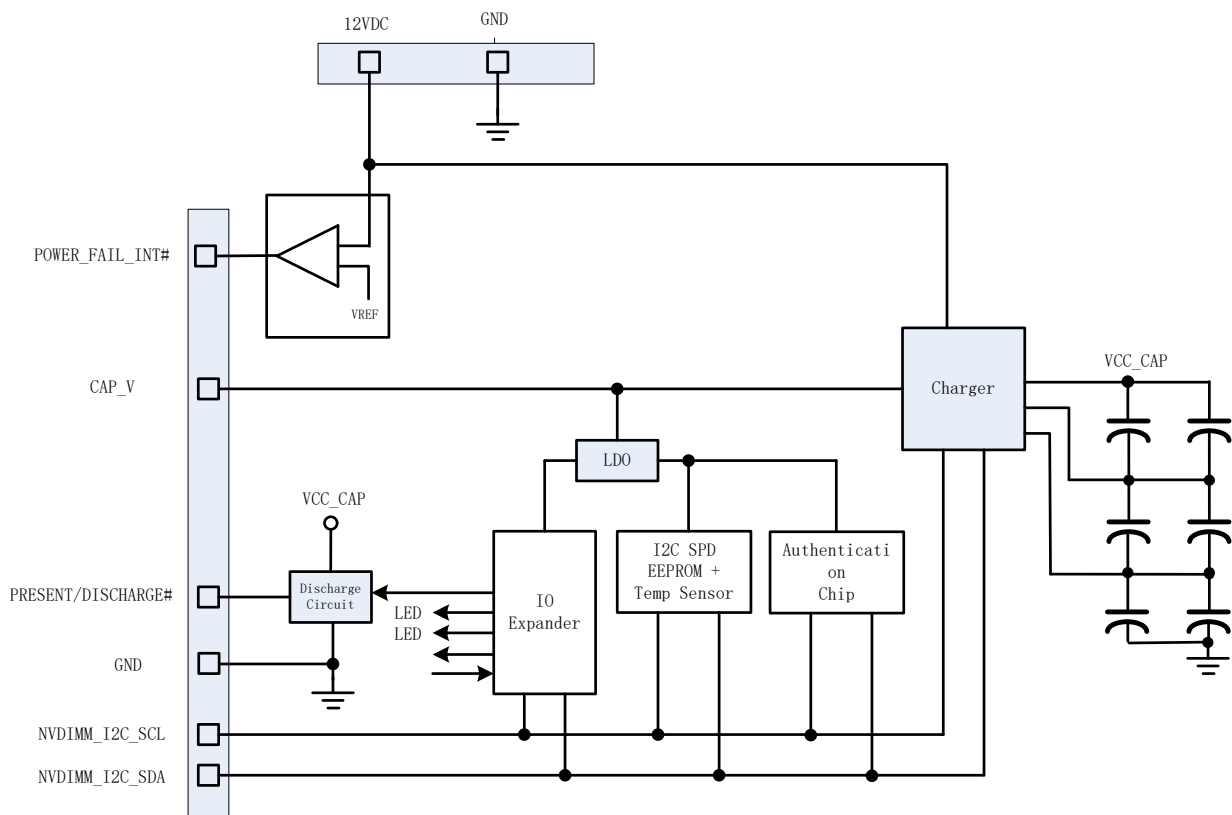 12VDC
GND
POWER_FAIL_INT#
VREF
CAP_V
Charger
VCC_CAP
LDO
VCC_CAP
I2C SPD
EEPROM +
Temp Sensor
Authenticati
on
Chip
PRESENT/DISCHARGE#
Discharge
Circuit
LED
LED
IO
Expander
GND
NVDIMM_I2C_SCL
NVDIMM_I2C_SDA